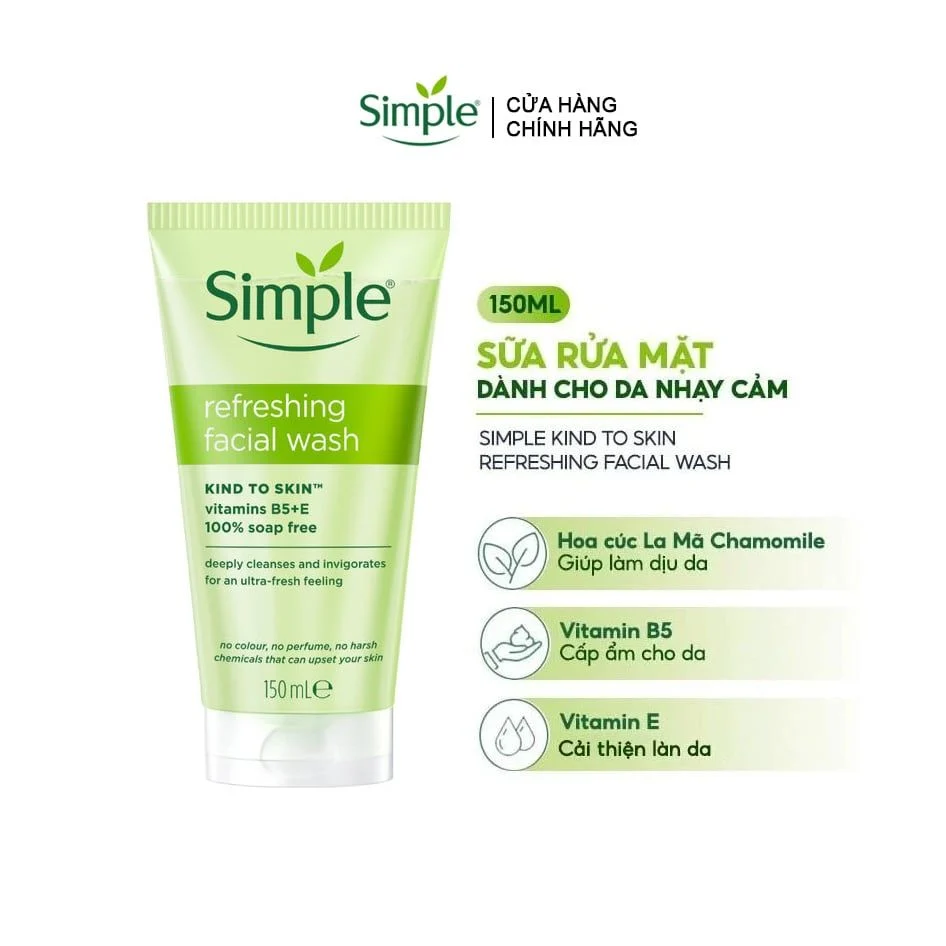 Simple®
CỬA HÀNG
CHÍNH HÃNG
Simple®
refreshing
facial wash
KIND TO SKIN™
vitamins B5+E
100% soap free
deeply cleanses and invigorates
for an ultra-fresh feeling
no colour, no perfume, no harsh
chemicals that can upset your skin
150 mL℮
150ML
SỮA RỬA MẶT
DÀNH CHO DA NHẠY CẢM
SIMPLE KIND TO SKIN
REFRESHING FACIAL WASH
Hoa cúc La Mã Chamomile
Giúp làm dịu da
Vitamin B5
Cấp ẩm cho da
Vitamin E
Cải thiện làn da